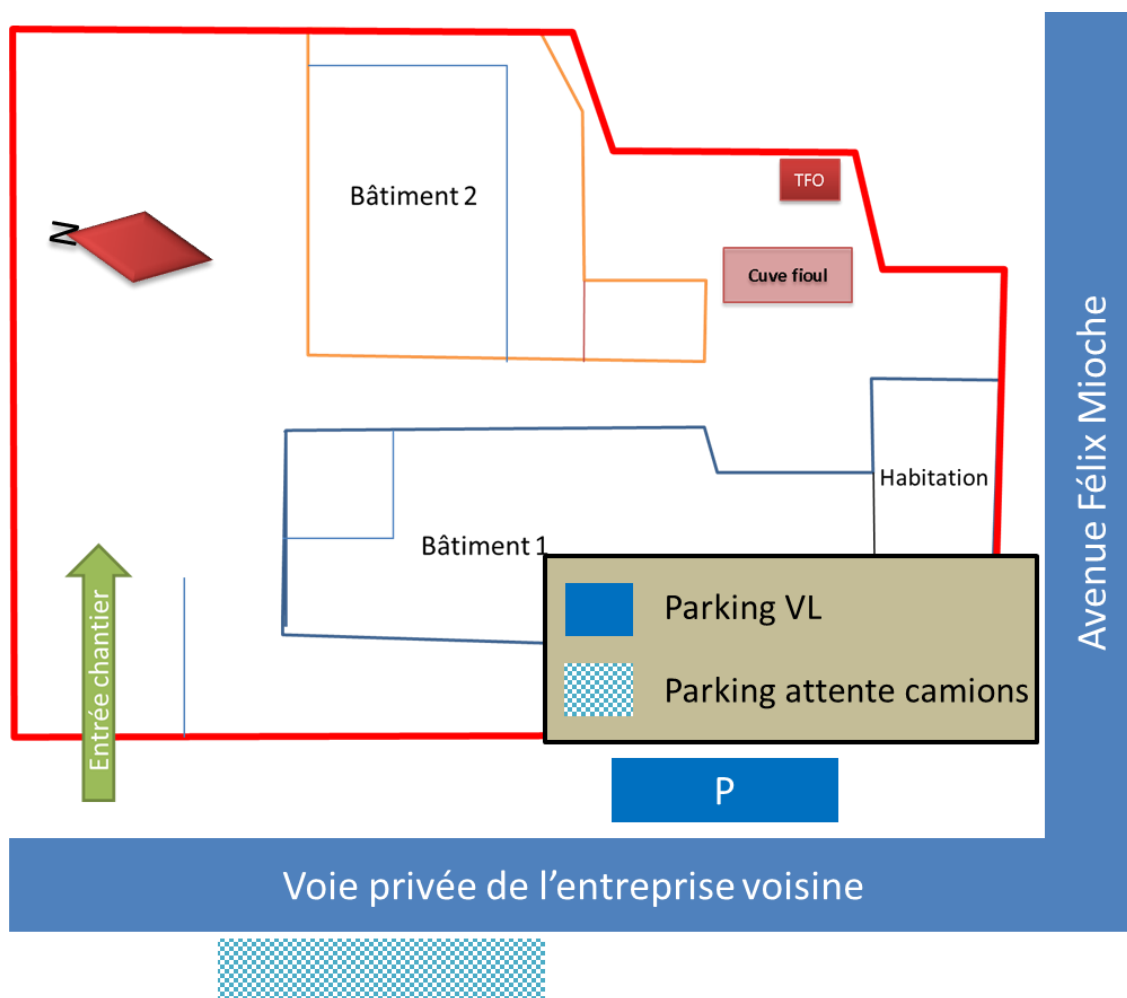 TFO
Bâtiment 2
N
Cuve fioul
Avenue Félix Mioche
Habitation
Bâtiment 1
Entrée chantier
Parking VL
Parking attente camions
P
Voie privée de l'entreprise voisine